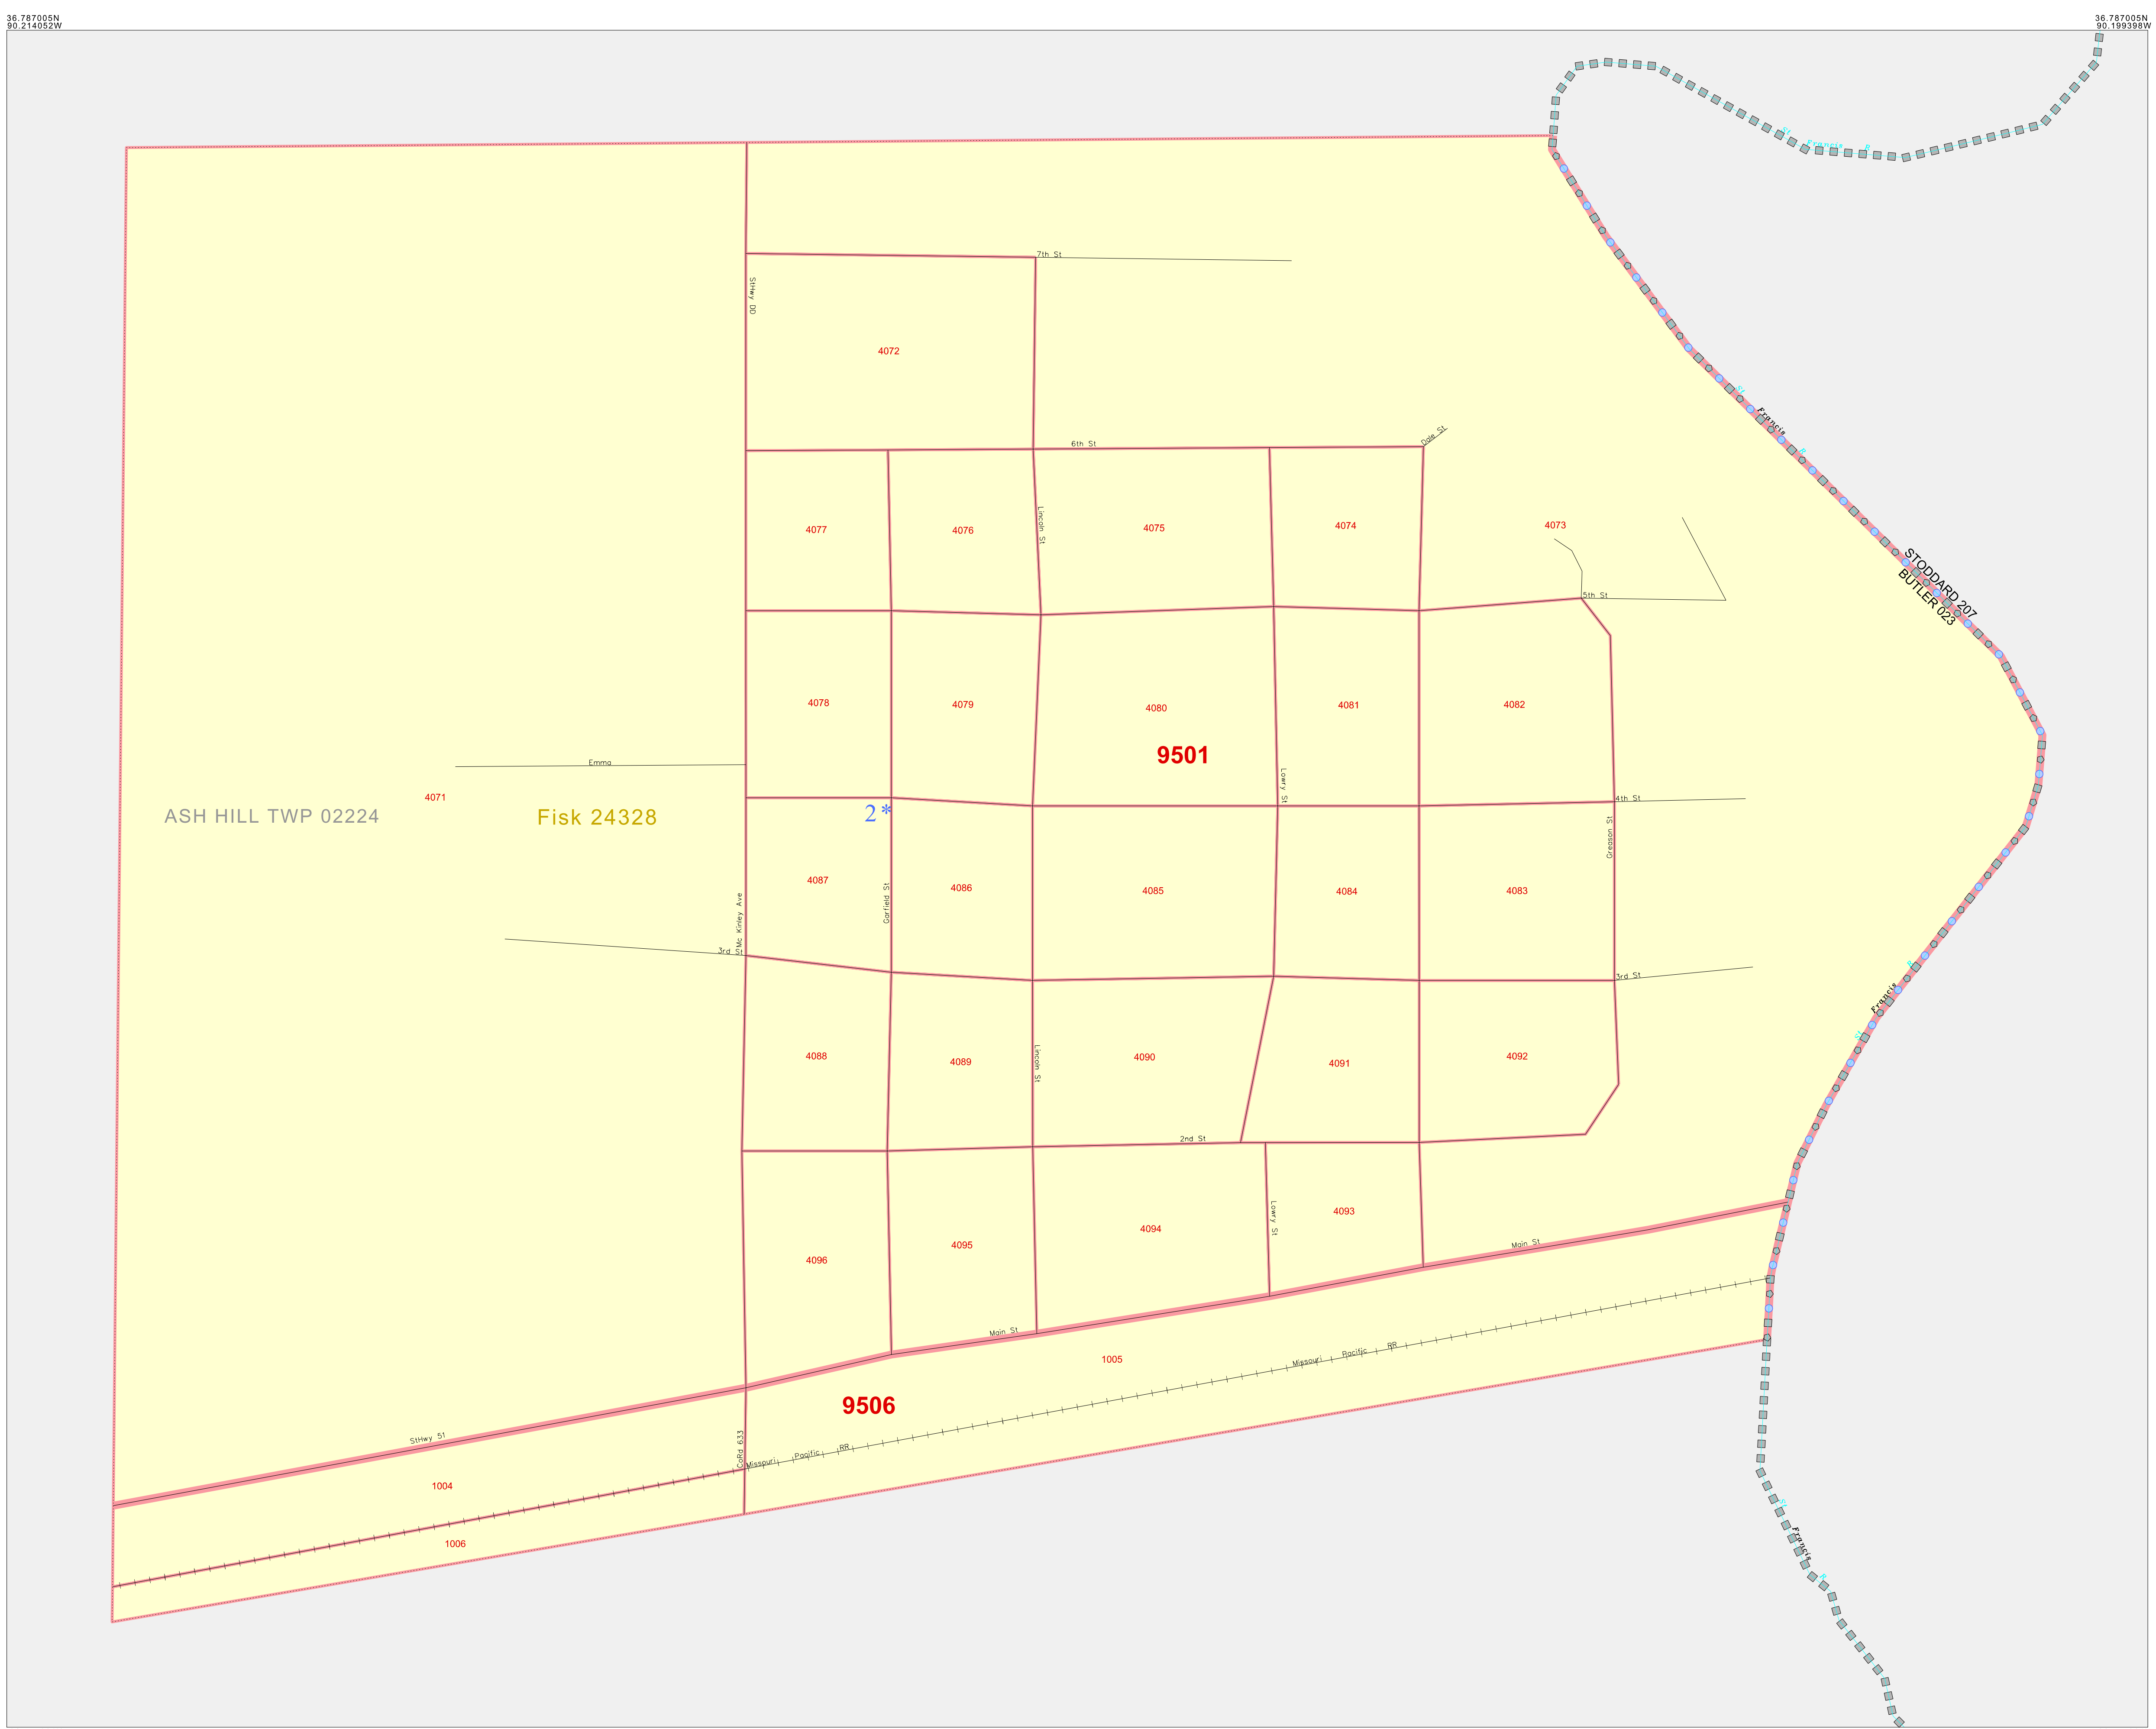 36.787005N
90.214052W
36.787005N
90.199398W
St
Francis
R
7th St
StHwy DD
4072
St
Francis
R
Dale St
6th St
4077
4076
Lincoln St
4075
4074
4073
STODDARD 207
BUTLER 023
5th St
4078
4079
4080
4081
4082
9501
Emma
Lowry St
4071
4th St
ASH HILL TWP 02224
Fisk 24328
2*
Greason St
4087
Garfield St
4086
4085
4084
4083
Mc Kinley Ave
3rd St
3rd St
R
Francis
St
4088
4089
Lincoln St
4090
4091
4092
2nd St
4096
4095
4094
Lowry St
4093
Main St
Main St
1005
Missouri Pacific RR
9506
StHwy 51
CoRd 633
Missouri Pacific RR
1004
1006
St
Francis
R